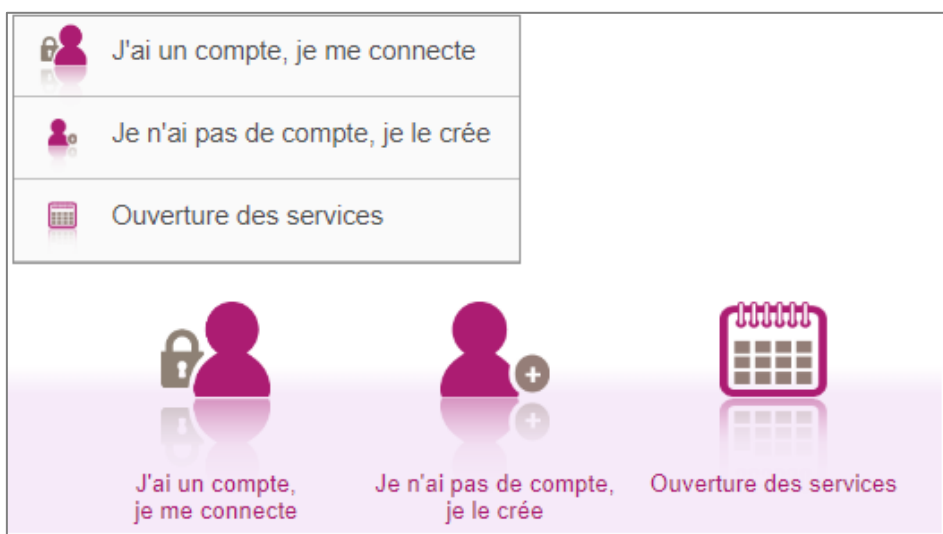 J'ai un compte, je me connecte
Je n'ai pas de compte, je le crée
Ouverture des services
J'ai un compte,
je me connecte
Je n'ai pas de compte,
je le crée
Ouverture des services